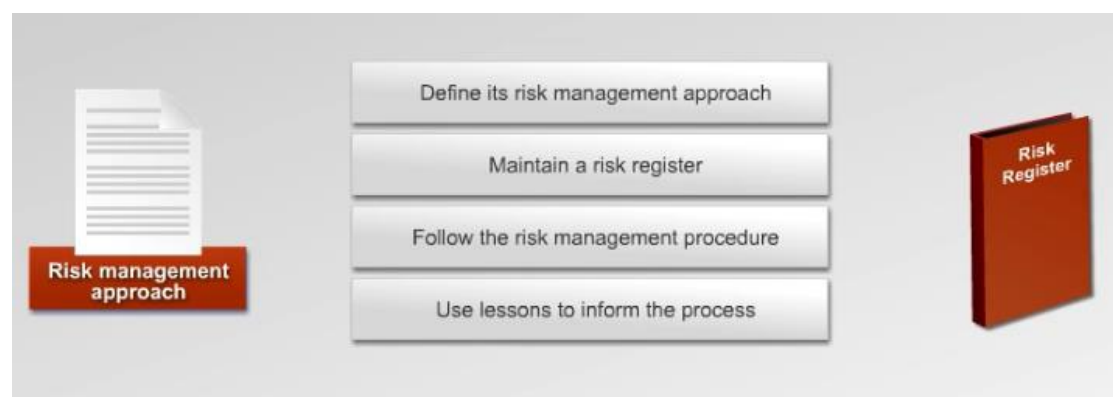 Define its risk management approach
Maintain a risk register
Follow the risk management procedure
Use lessons to inform the process
Risk management
approach
Risk
Register